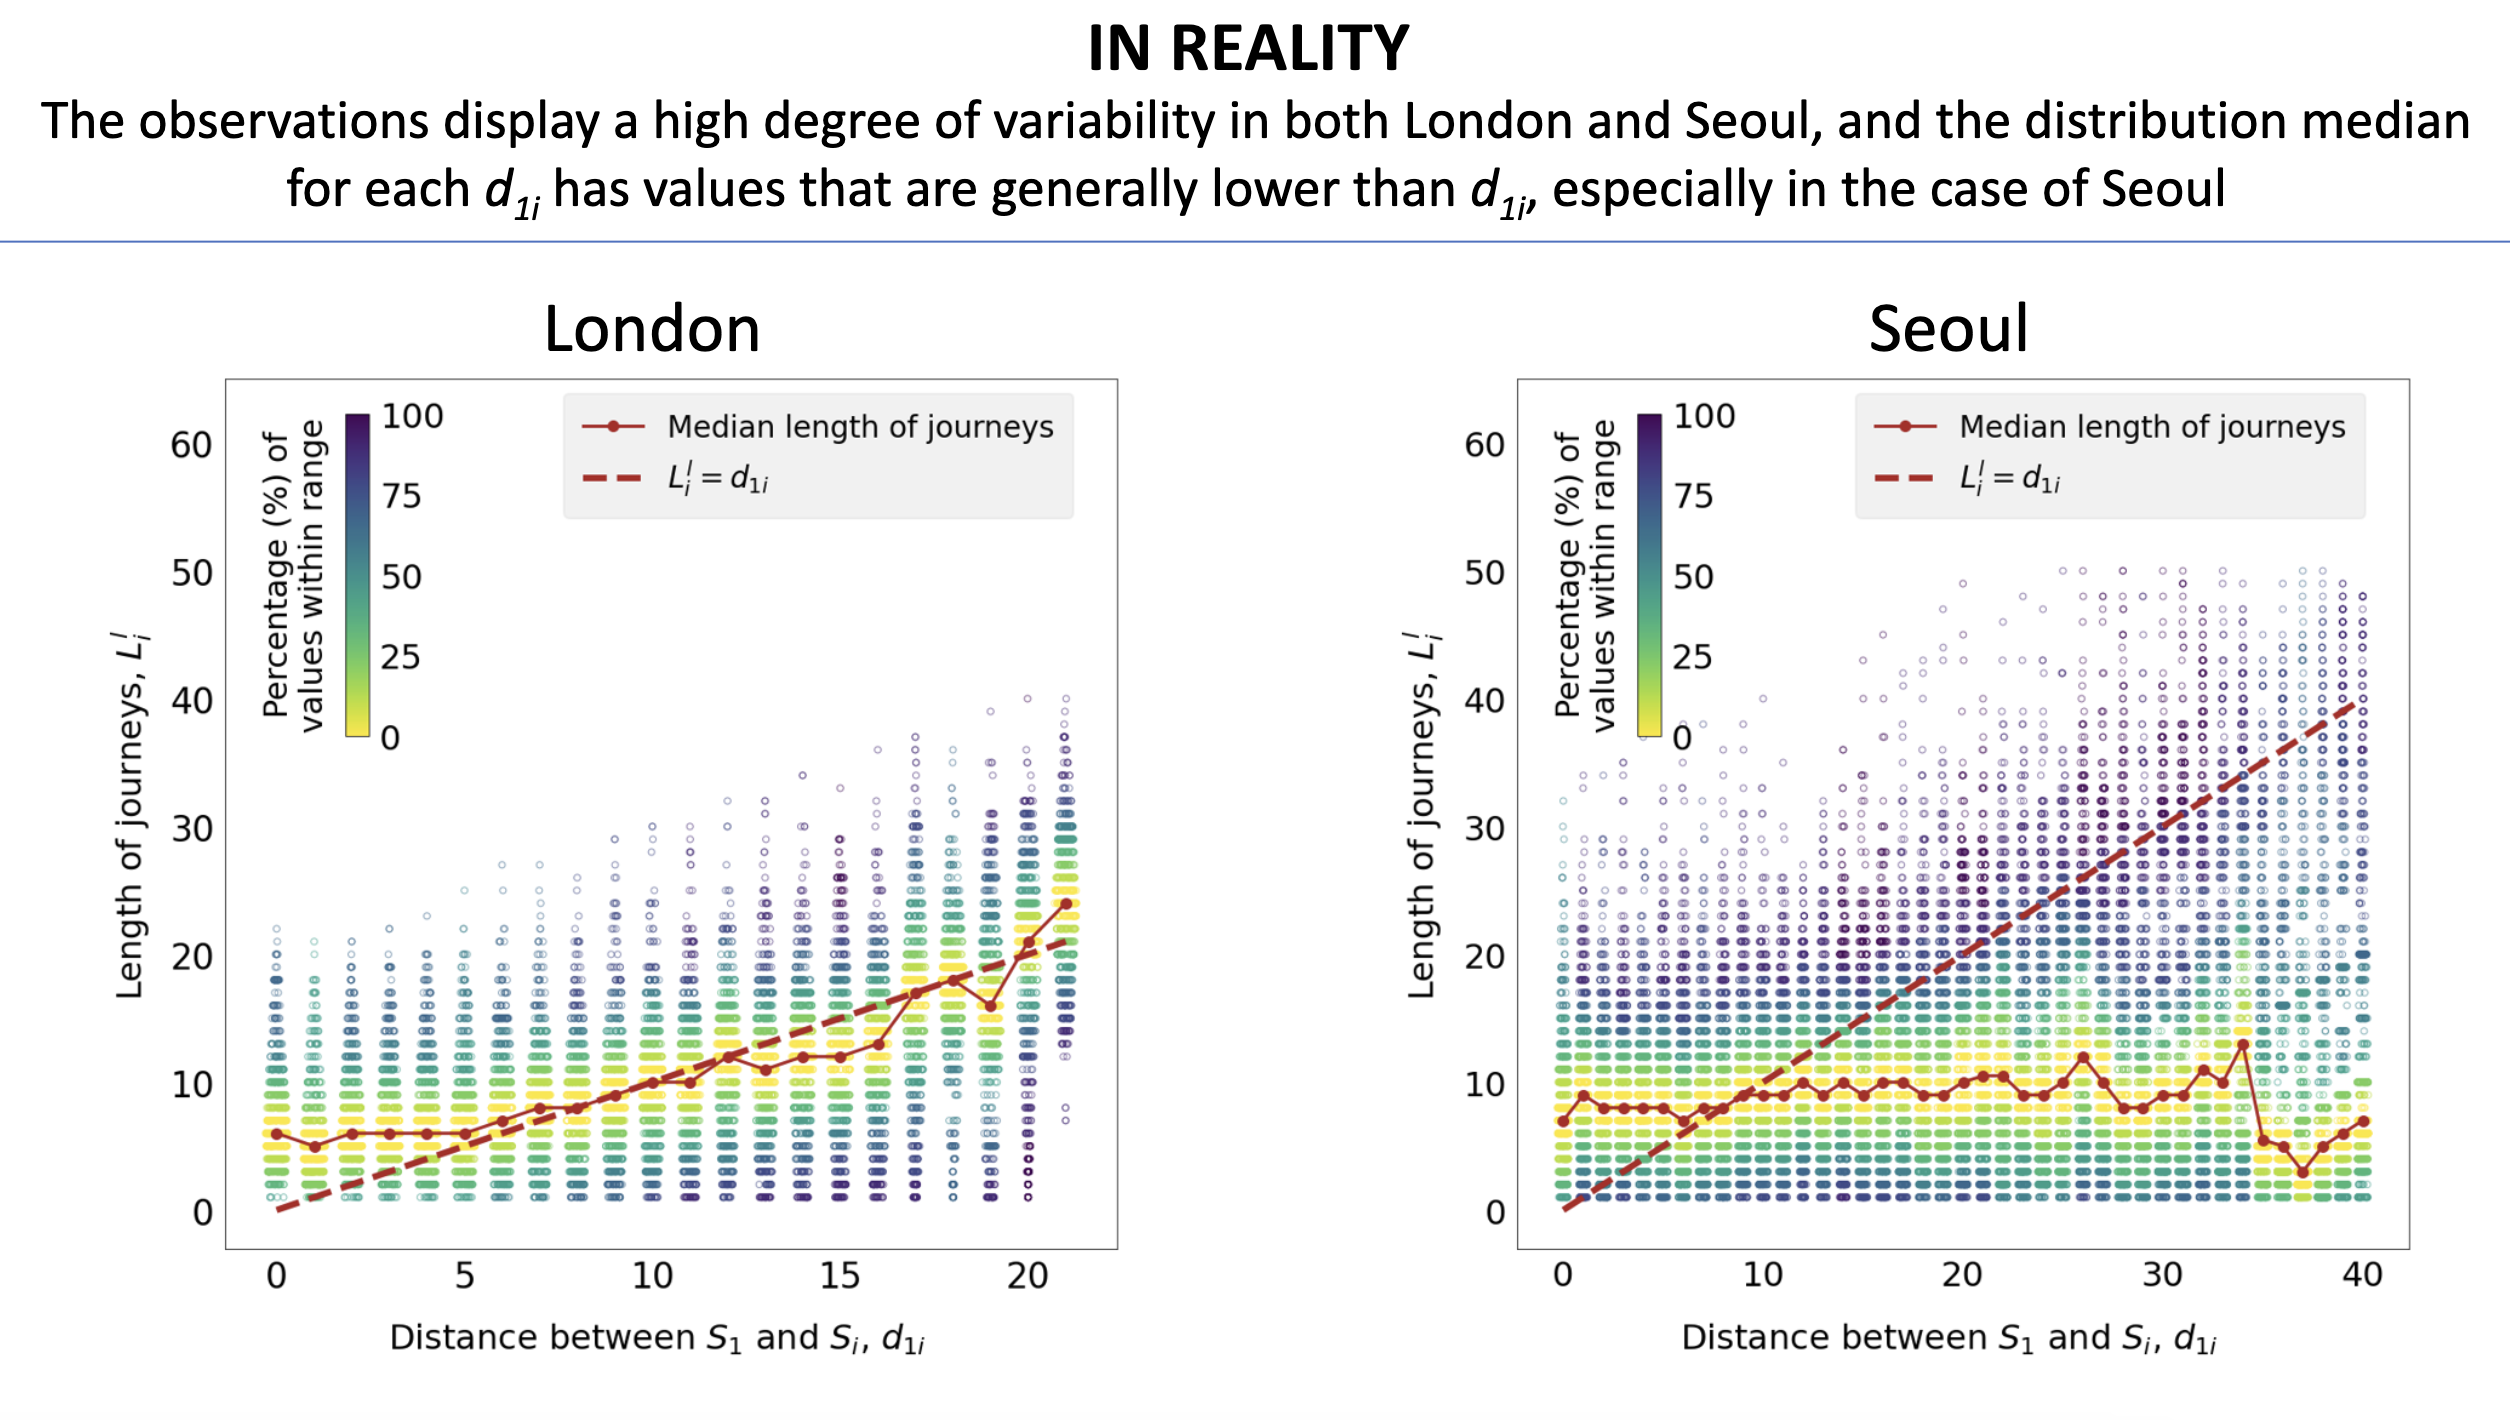 IN REALITY
The observations display a high degree of variability in both London and Seoul, and the distribution median
for each d1i has values that are generally lower than d1i, especially in the case of Seoul
London
Length of journeys, Lil
60
50
40
30
20
10
0
Percentage (%) of
values within range
100
75
50
25
0
Median length of journeys
Lil = d1i
0 5 10 15 20
Distance between S1 and Si, d1i
Seoul
Length of journeys, Lil
60
50
40
30
20
10
0
Percentage (%) of
values within range
100
75
50
25
0
Median length of journeys
Lil = d1i
0 10 20 30 40
Distance between S1 and Si, d1i